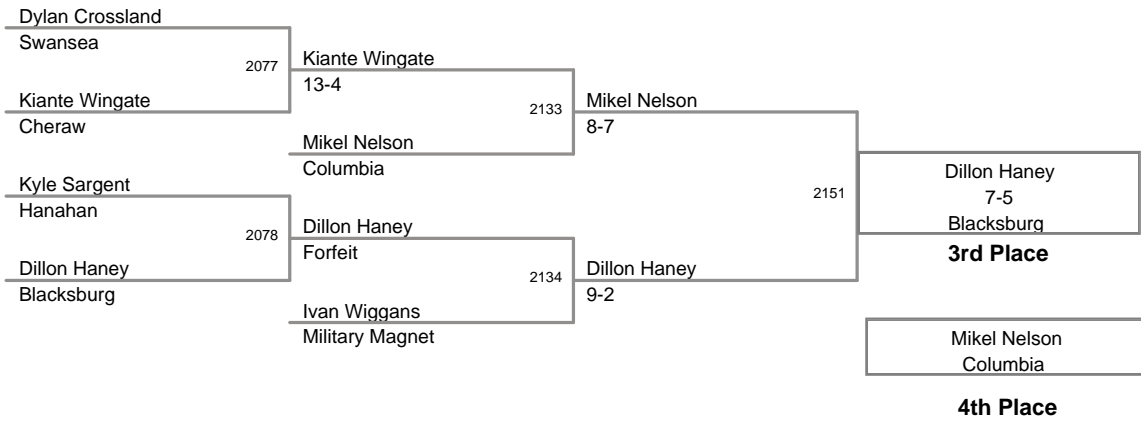 Dylan Crossland
Swansea
2077
Kiante Wingate
Cheraw
Kiante Wingate
13-4
2133
Mikel Nelson
Columbia
Mikel Nelson
8-7
Kyle Sargent
Hanahan
2078
Dillon Haney
Blacksburg
Dillon Haney
Forfeit
2134
Ivan Wiggans
Military Magnet
Dillon Haney
9-2
2151
Dillon Haney
7-5
Blacksburg
3rd Place
Mikel Nelson
Columbia
4th Place